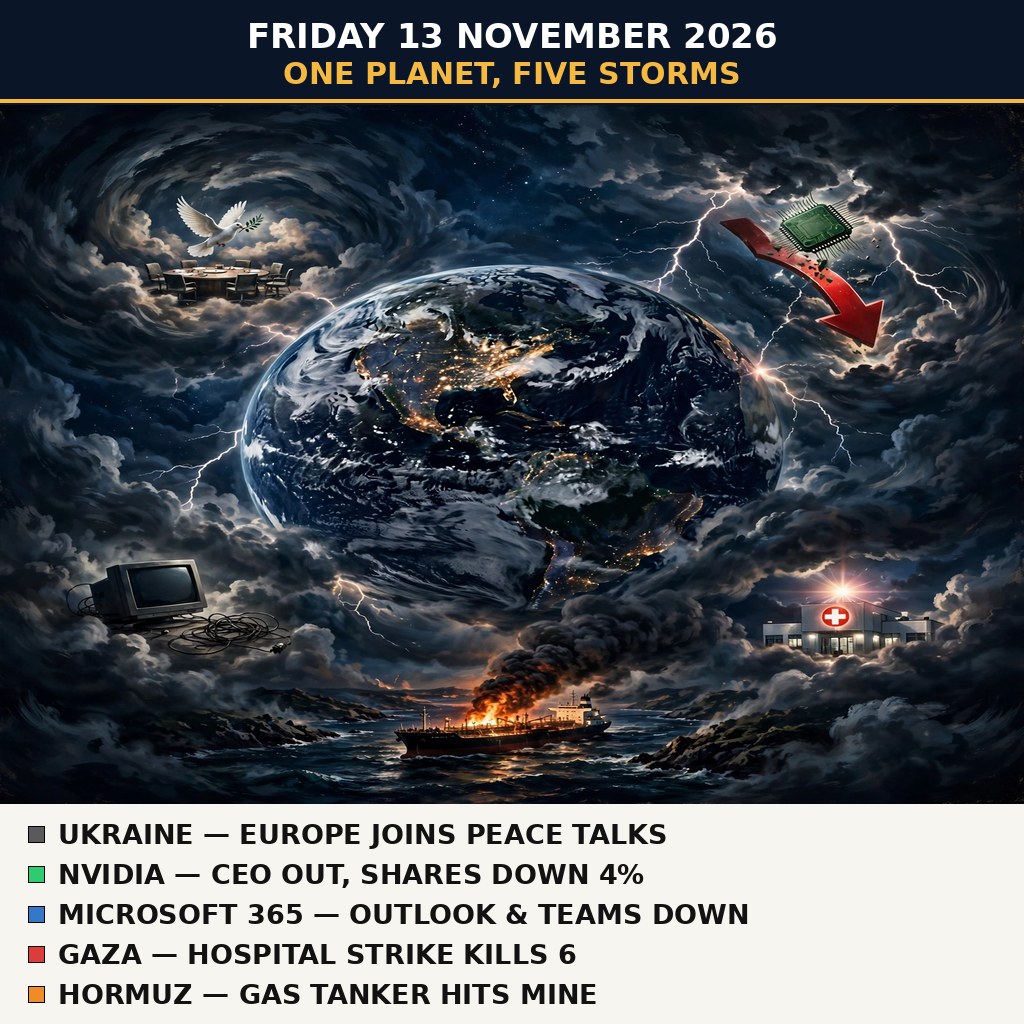 FRIDAY 13 NOVEMBER 2026
ONE PLANET, FIVE STORMS
UKRAINE — EUROPE JOINS PEACE TALKS
NVIDIA — CEO OUT, SHARES DOWN 4%
MICROSOFT 365 — OUTLOOK & TEAMS DOWN
GAZA — HOSPITAL STRIKE KILLS 6
HORMUZ — GAS TANKER HITS MINE